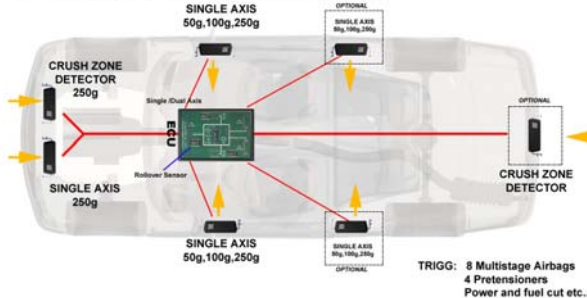 SINGLE AXIS
50g,100g,250g
OPTIONAL
SINGLE AXIS
50g,100g,250g
CRUSH ZONE
DETECTOR
250g
Single /Dual Axis
ECU
OPTIONAL
Rollover Sensor
CRUSH ZONE
DETECTOR
SINGLE AXIS
250g
SINGLE AXIS
50g,100g,250g
SINGLE AXIS
50g,100g,250g
OPTIONAL
TRIGG: 8 Multistage Airbags
4 Pretensioners
Power and fuel cut etc.